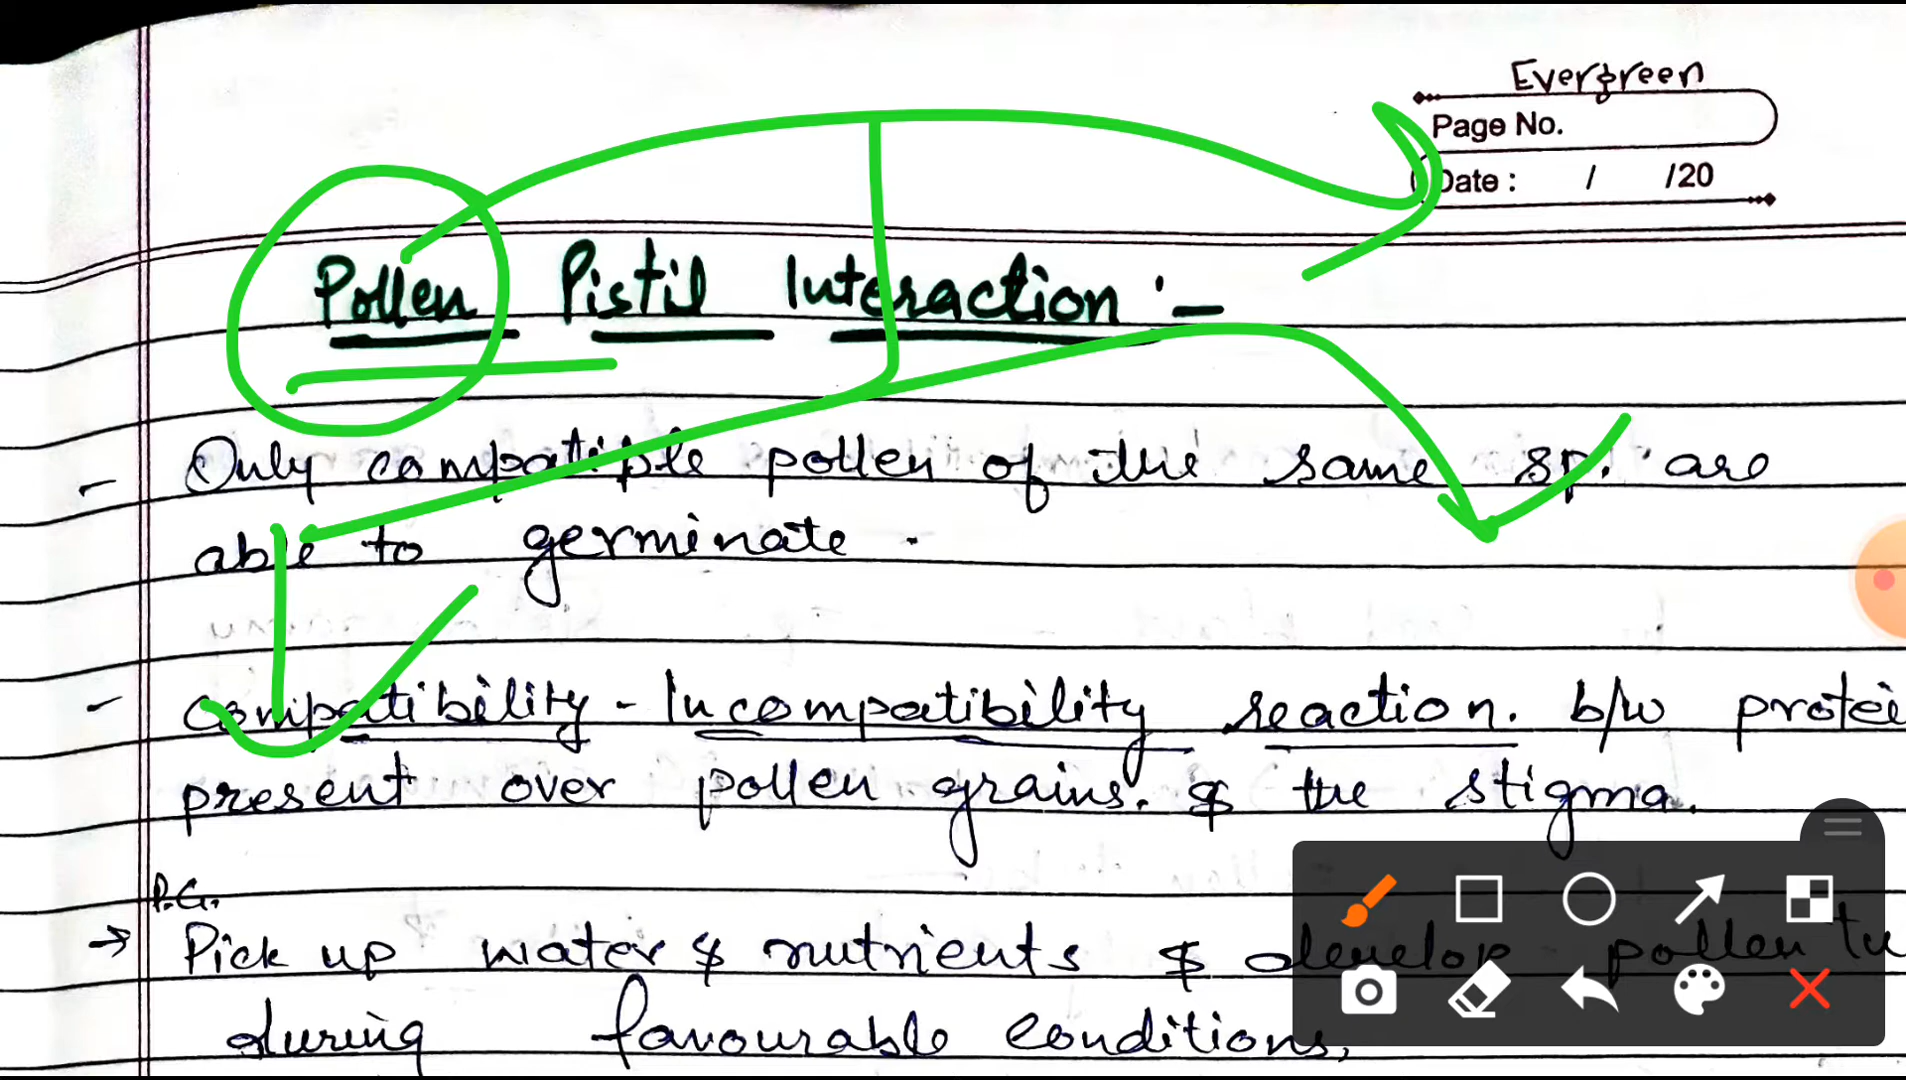 Evergreen
Page No.
Date : / /20
Pollen Pistil Interaction :-
- Only compatible pollen of the same sp. are
able to germinate .
- compatibility - Incompatibility reaction. b/w protei
present over pollen grains. & the stigma.
P.G.
→ Pick up water & nutrients & develop pollen tu
during favourable conditions,